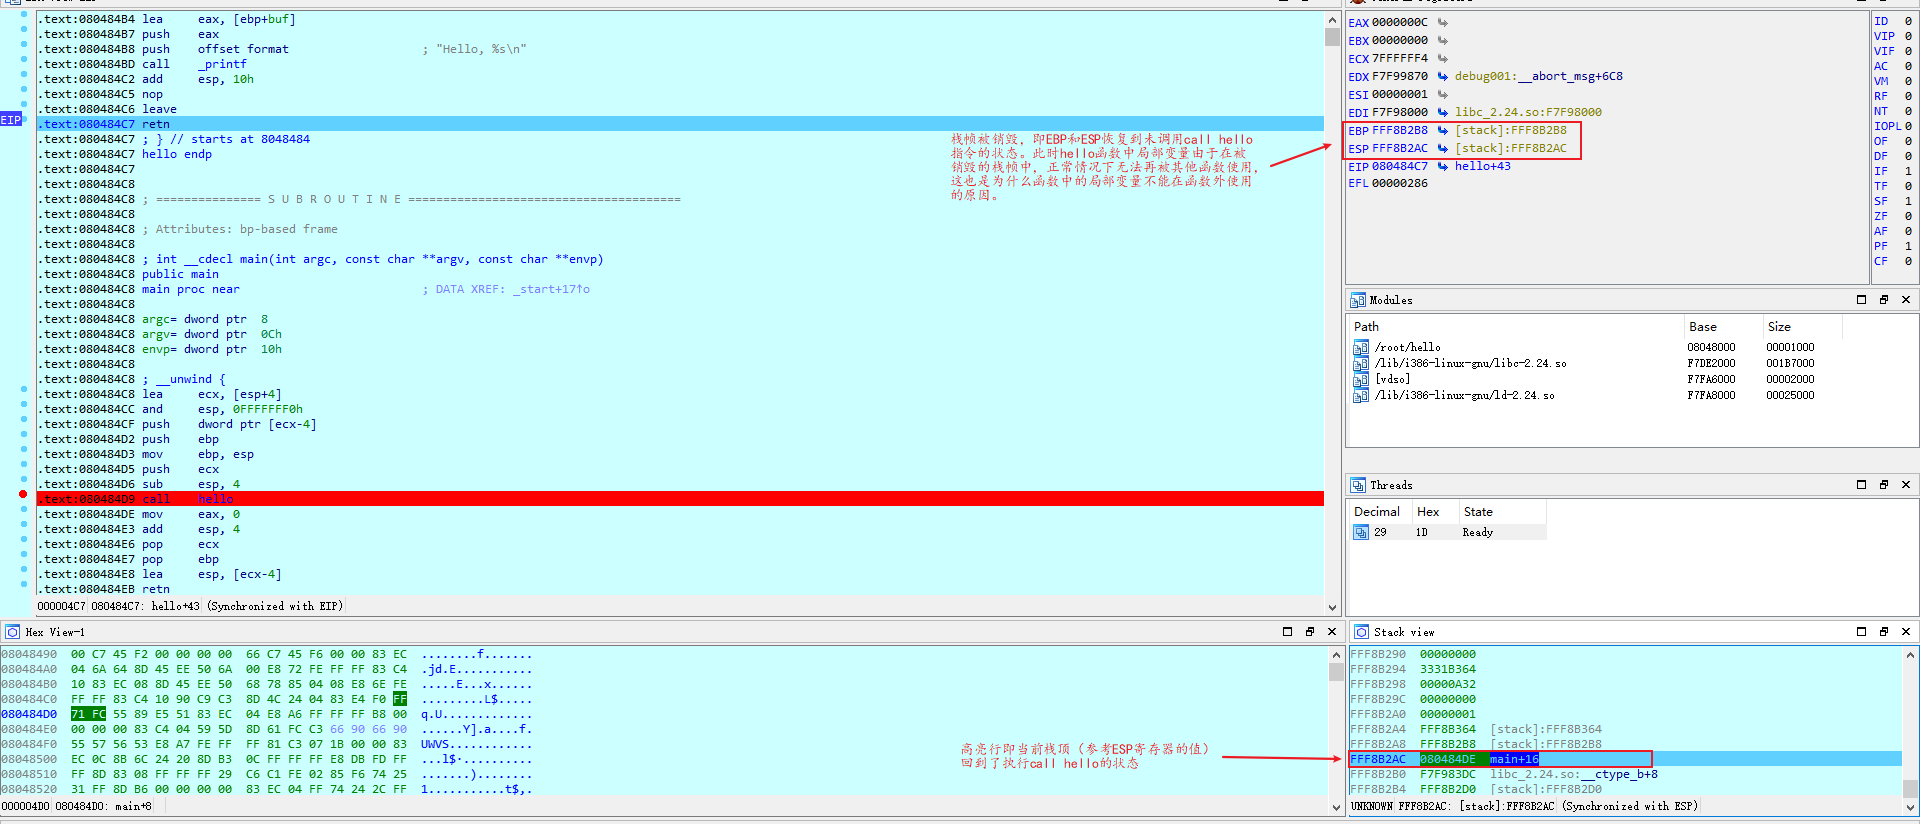 .text:080484B4 lea     eax, [ebp+buf]
.text:080484B7 push    eax
.text:080484B8 push    offset format                   ; "Hello, %s\n"
.text:080484BD call    _printf
.text:080484C2 add     esp, 10h
.text:080484C5 nop
.text:080484C6 leave
EIP .text:080484C7 retn
.text:080484C7 ; } // starts at 8048484
.text:080484C7 hello endp
.text:080484C7
.text:080484C8
.text:080484C8 ; =============== S U B R O U T I N E =======================================
.text:080484C8
.text:080484C8 ; Attributes: bp-based frame
.text:080484C8
.text:080484C8 ; int __cdecl main(int argc, const char **argv, const char **envp)
.text:080484C8 public main
.text:080484C8 main proc near                          ; DATA XREF: _start+17↑o
.text:080484C8
.text:080484C8 argc= dword ptr  8
.text:080484C8 argv= dword ptr  0Ch
.text:080484C8 envp= dword ptr  10h
.text:080484C8
.text:080484C8 ; __unwind {
.text:080484C8 lea     ecx, [esp+4]
.text:080484CC and     esp, 0FFFFFFF0h
.text:080484CF push    dword ptr [ecx-4]
.text:080484D2 push    ebp
.text:080484D3 mov     ebp, esp
.text:080484D5 push    ecx
.text:080484D6 sub     esp, 4
.text:080484D9 call    hello
.text:080484DE mov     eax, 0
.text:080484E3 add     esp, 4
.text:080484E6 pop     ecx
.text:080484E7 pop     ebp
.text:080484E8 lea     esp, [ecx-4]
.text:080484EB retn
000004C7 080484C7: hello+43 (Synchronized with EIP)
栈帧被销毁，即EBP和ESP恢复到未调用call hello
指令的状态。此时hello函数中局部变量由于在被
销毁的栈帧中，正常情况下无法再被其他函数使用，
这也是为什么函数中的局部变量不能在函数外使用
的原因。
EAX 0000000C
EBX 00000000
ECX 7FFFFFF4
EDX F7F99870 debug001:__abort_msg+6C8
ESI 00000001
EDI F7F98000 libc_2.24.so:F7F98000
EBP FFF8B2B8 [stack]:FFF8B2B8
ESP FFF8B2AC [stack]:FFF8B2AC
EIP 080484C7 hello+43
EFL 00000286
ID 0
VIP 0
VIF 0
AC 0
VM 0
RF 0
NT 0
IOPL 0
OF 0
DF 0
IF 1
TF 0
SF 1
ZF 0
AF 0
PF 1
CF 0
Modules
Path Base Size
/root/hello 08048000 00001000
/lib/i386-linux-gnu/libc-2.24.so F7DE2000 001B7000
[vdso] F7FA6000 00002000
/lib/i386-linux-gnu/ld-2.24.so F7FA8000 00025000
Threads
Decimal Hex State
29 1D Ready
Hex View-1
08048490  00 C7 45 F2 00 00 00 00  66 C7 45 F6 00 00 83 EC  ........f.......
080484A0  04 6A 64 8D 45 EE 50 6A  00 E8 72 FE FF FF 83 C4  .jd.E...........
080484B0  10 83 EC 08 8D 45 EE 50  68 78 85 04 08 E8 6E FE  .....E...x......
080484C0  FF FF 83 C4 10 90 C9 C3  8D 4C 24 04 83 E4 F0 FF  .........L$.....
080484D0  71 FC 55 89 E5 51 83 EC  04 E8 A6 FF FF FF B8 00  q.U.............
080484E0  00 00 00 83 C4 04 59 5D  8D 61 FC C3 66 90 66 90  ......Y].a....f.
080484F0  55 57 56 53 E8 A7 FE FF  FF 81 C3 07 1B 00 00 83  UWVS............
08048500  EC 0C 8B 6C 24 20 8D B3  0C FF FF FF E8 DB FD FF  ...l$...........
08048510  FF 8D 83 08 FF FF FF 29  C6 C1 FE 02 85 F6 74 25  .......)........
08048520  31 FF 8D B6 00 00 00 00  83 EC 04 FF 74 24 2C FF  1...........t$,.
000004D0 080484D0: main+8
高亮行即当前栈顶（参考ESP寄存器的值）
回到了执行call hello的状态
Stack view
FFF8B290  00000000
FFF8B294  3331B364
FFF8B298  00000A32
FFF8B29C  00000000
FFF8B2A0  00000001
FFF8B2A4  FFF8B364  [stack]:FFF8B364
FFF8B2A8  FFF8B2B8  [stack]:FFF8B2B8
FFF8B2AC  080484DE  main+16
FFF8B2B0  F7F983DC  libc_2.24.so:__ctype_b+8
FFF8B2B4  FFF8B2D0  [stack]:FFF8B2D0
UNKNOWN FFF8B2AC: [stack]:FFF8B2AC (Synchronized with ESP)